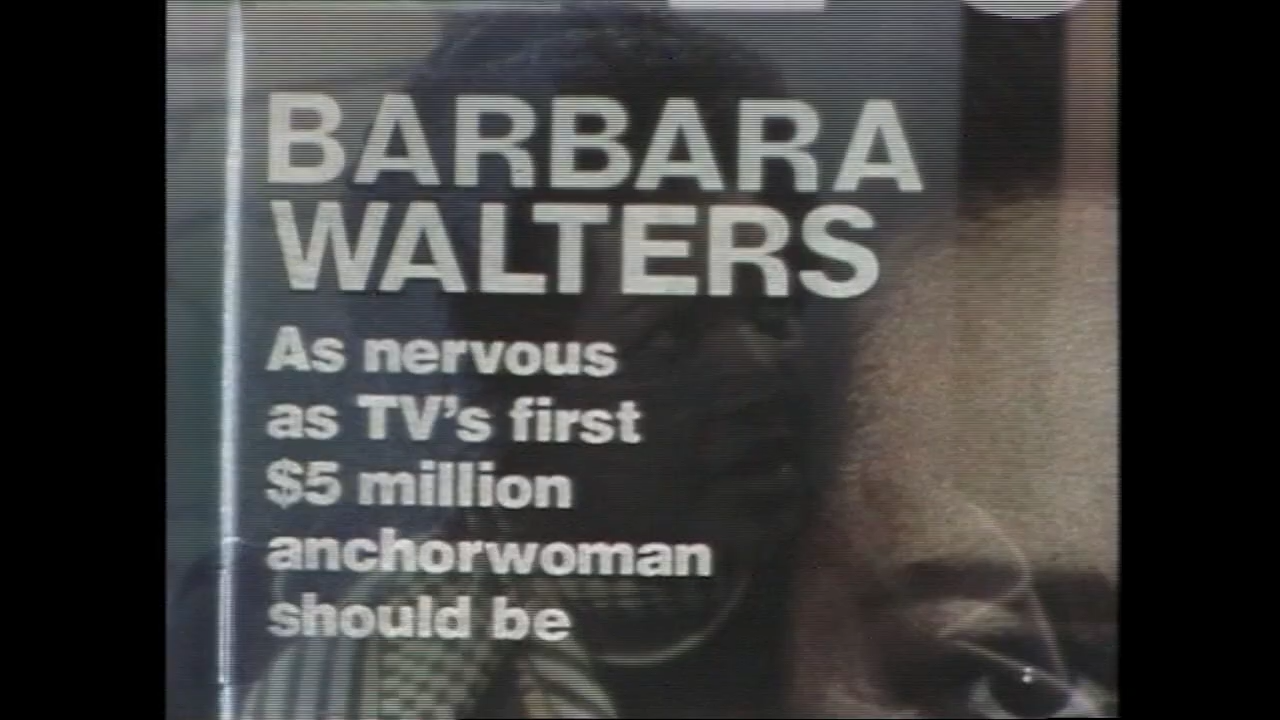 BARBARA
WALTERS
As nervous
as TV's first
$5 million
anchorwoman
should be